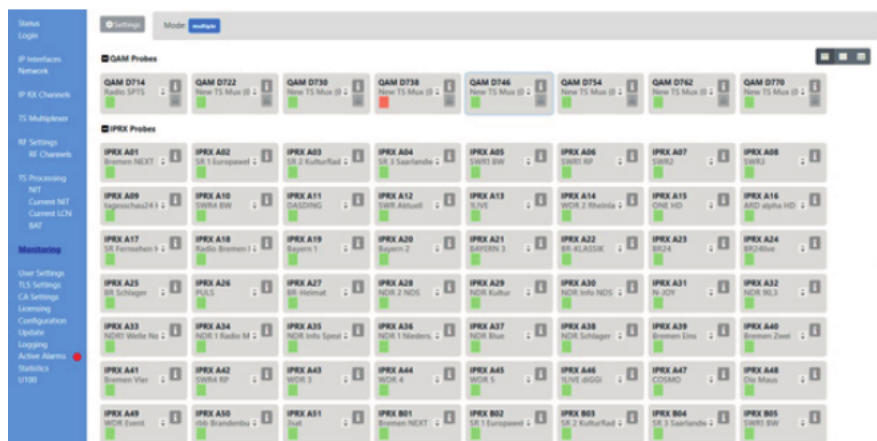 Status
Login
IP Interfaces
Network
IP RX Channels
TS Multiplexer
RF Settings
RF Channels
TS Processing
NIT
Current NIT
Current LCN
BAT
Monitoring
User Settings
TLS Settings
CA Settings
Licensing
Configuration
Update
Logging
Active Alarms
Statistics
U100
Settings Mode: multiple
QAM Probes
QAM D714 QAM D722 QAM D730 QAM D738 QAM D746 QAM D754 QAM D762 QAM D770
Radio SPTS New TS Mux (0 New TS Mux (0 New TS Mux (0 New TS Mux (0 New TS Mux (0 New TS Mux (0 New TS Mux (0
IPRX Probes
IPRX A01 IPRX A02 IPRX A03 IPRX A04 IPRX A05 IPRX A06 IPRX A07 IPRX A08
Bremen NEXT SR 1 Europawel SR 2 KulturRad SR 3 Saarlandw SWR1 BW SWR1 RP SWR2 SWR3
IPRX A09 IPRX A10 IPRX A11 IPRX A12 IPRX A13 IPRX A14 IPRX A15 IPRX A16
tagesschau24 H SWR4 BW DASDING SWR Aktuell 1LIVE WDR 2 Rheinla ONE HD ARD alpha HD
IPRX A17 IPRX A18 IPRX A19 IPRX A20 IPRX A21 IPRX A22 IPRX A23 IPRX A24
SR Fernsehen H Radio Bremen Bayern 1 Bayern 2 BAYERN 3 BR-KLASSIK BR24 BR24live
IPRX A25 IPRX A26 IPRX A27 IPRX A28 IPRX A29 IPRX A30 IPRX A31 IPRX A32
BR Schlager PULS BR-Heimat NDR 2 NDS NDR Kultur NDR Info NDS N-JOY NDR 90,3
IPRX A33 IPRX A34 IPRX A35 IPRX A36 IPRX A37 IPRX A38 IPRX A39 IPRX A40
NDR1 Welle No NDR 1 Radio M NDR Info Spezi NDR 1 Nieders. NDR Blue NDR Schlager Bremen Eins Bremen Zwei
IPRX A41 IPRX A42 IPRX A43 IPRX A44 IPRX A45 IPRX A46 IPRX A47 IPRX A48
Bremen Vier SWR4 RP WDR 3 WDR 4 WDR 5 1LIVE diGGi COSMO Die Maus
IPRX A49 IPRX A50 IPRX A51 IPRX B01 IPRX B02 IPRX B03 IPRX B04 IPRX B05
WDR Event rbb Brandenbu 3sat Bremen NEXT SR 1 Europawel SR 2 KulturRad SR 3 Saarlandw SWR1 BW